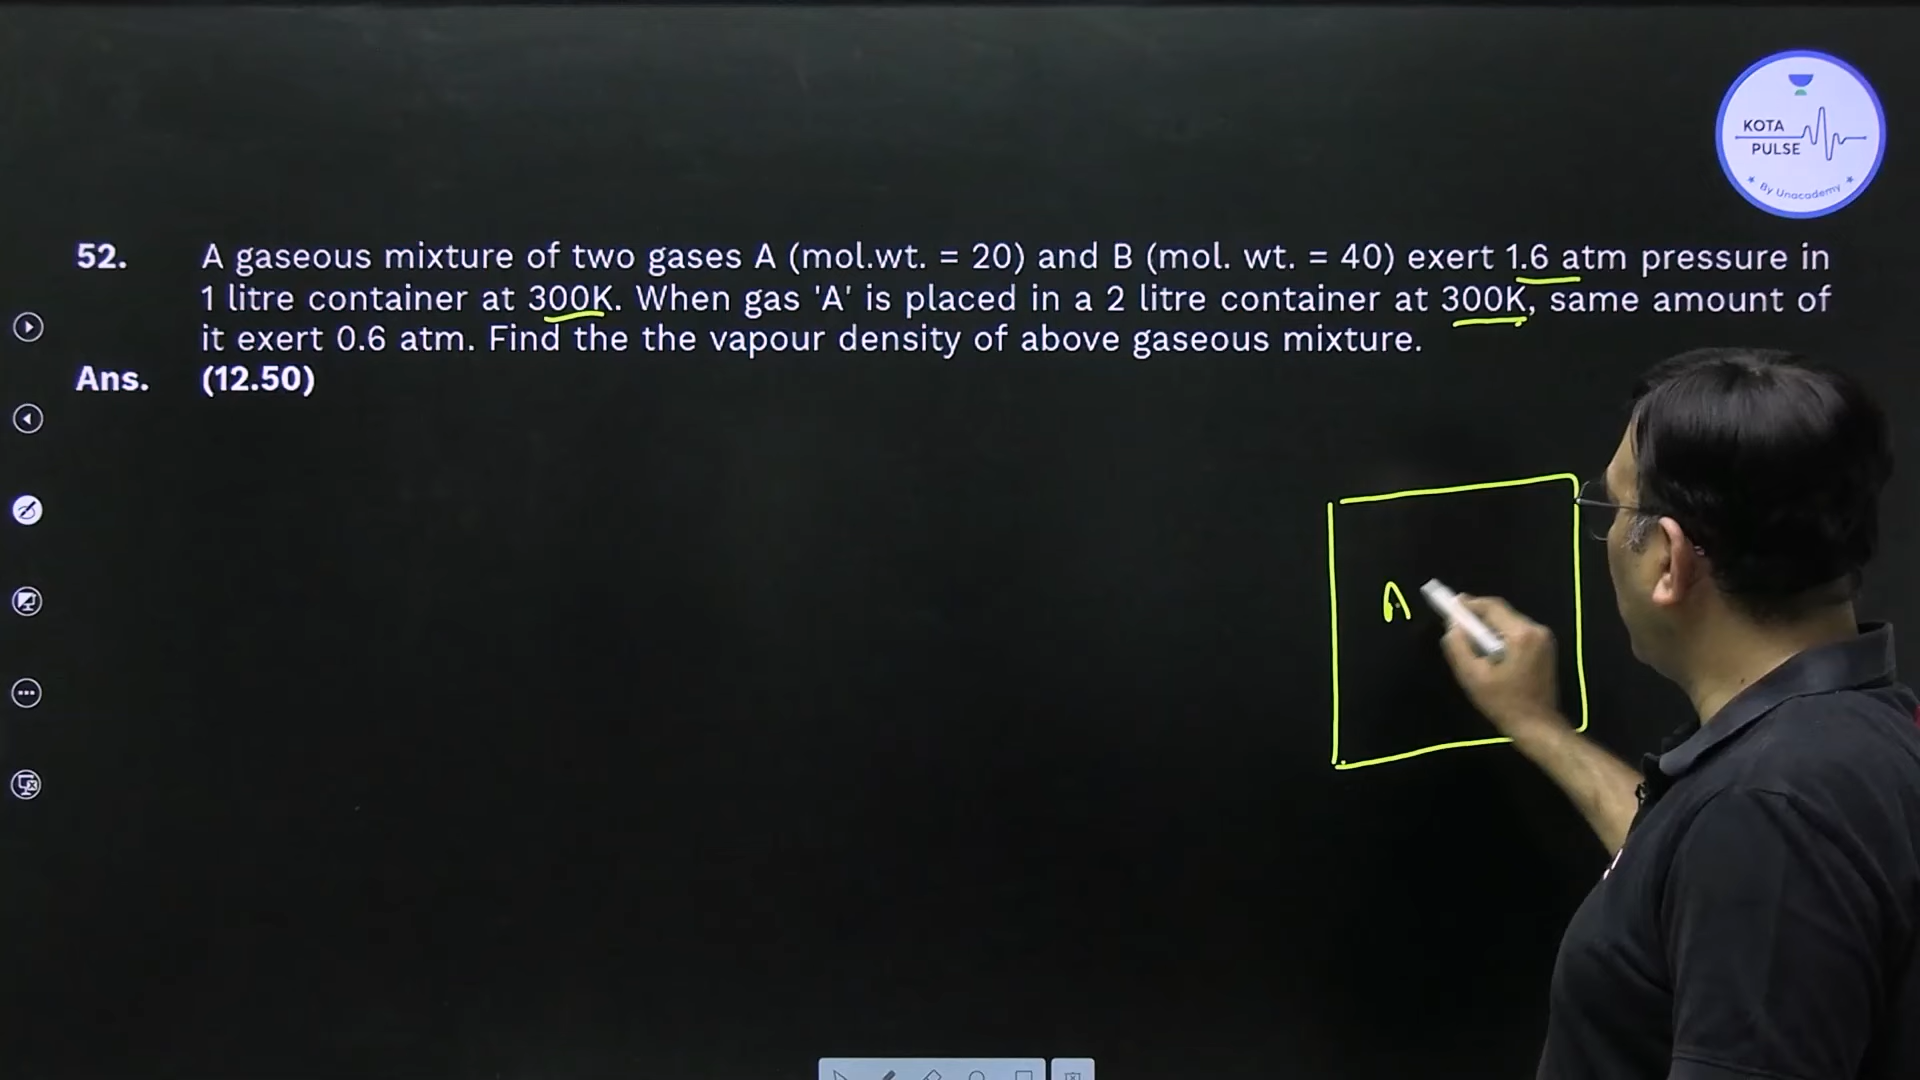 KOTA
PULSE
By Unacademy
52. A gaseous mixture of two gases A (mol.wt. = 20) and B (mol. wt. = 40) exert 1.6 atm pressure in
1 litre container at 300K. When gas 'A' is placed in a 2 litre container at 300K, same amount of
it exert 0.6 atm. Find the the vapour density of above gaseous mixture.
Ans. (12.50)
A